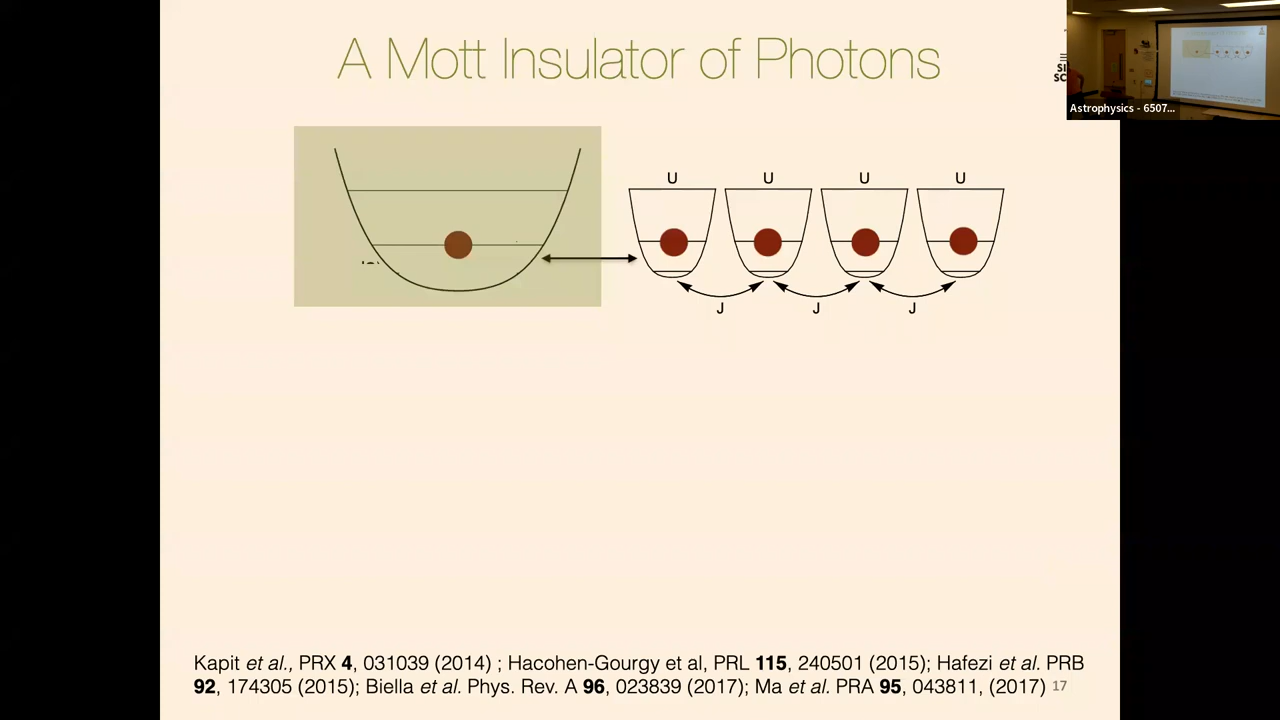 A Mott Insulator of Photons
SI
SC
Astrophysics - 6507...
U U U U
J J J
Kapit et al., PRX 4, 031039 (2014) ; Hacohen-Gourgy et al, PRL 115, 240501 (2015); Hafezi et al. PRB
92, 174305 (2015); Biella et al. Phys. Rev. A 96, 023839 (2017); Ma et al. PRA 95, 043811, (2017) 17